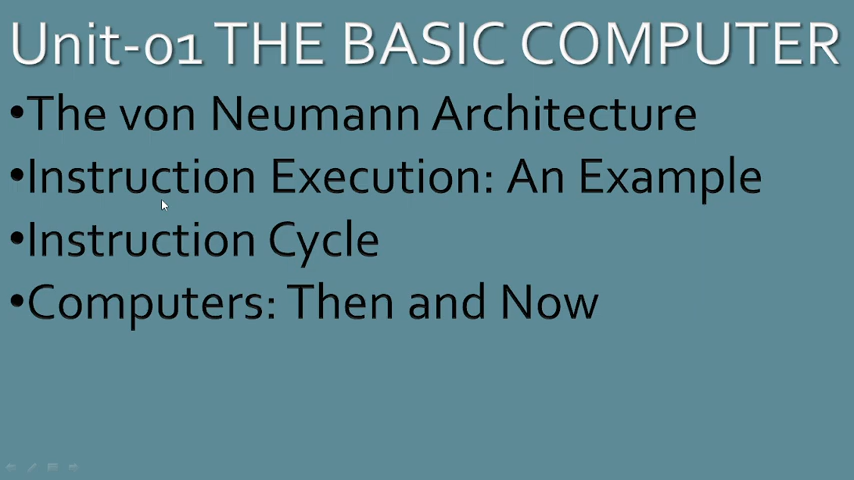 Unit-01 THE BASIC COMPUTER
•The von Neumann Architecture
•Instruction Execution: An Example
•Instruction Cycle
•Computers: Then and Now